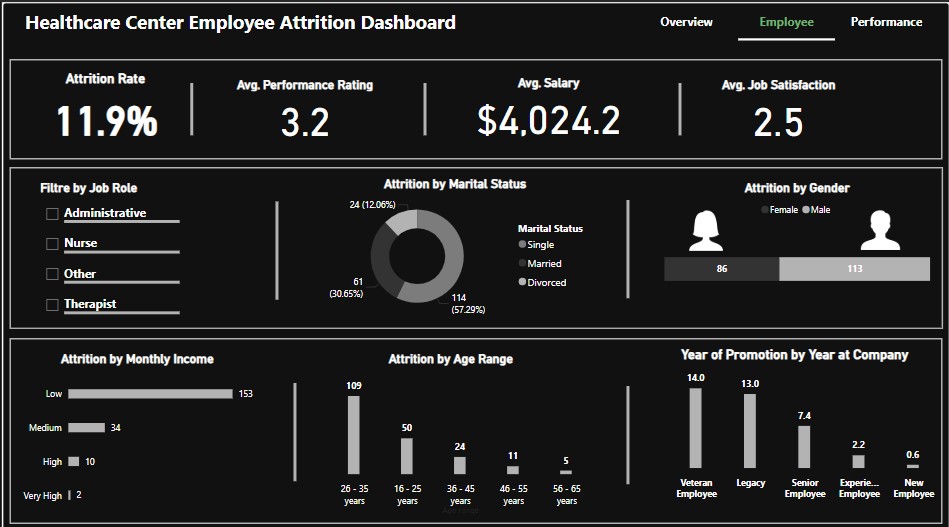 Healthcare Center Employee Attrition Dashboard
Overview
Employee
Performance
Attrition Rate
11.9%
Avg. Performance Rating
3.2
Avg. Salary
$4,024.2
Avg. Job Satisfaction
2.5
Filtre by Job Role
Administrative
Nurse
Other
Therapist
Attrition by Marital Status
24 (12.06%)
61
(30.65%)
114
(57.29%)
Marital Status
Single
Married
Divorced
Attrition by Gender
Female
Male
86
113
Attrition by Monthly Income
Low
153
Medium
34
High
10
Very High
2
Attrition by Age Range
109
50
24
11
5
26 - 35
years
16 - 25
years
36 - 45
years
46 - 55
years
56 - 65
years
Year of Promotion by Year at Company
14.0
13.0
7.4
2.2
0.6
Veteran
Employee
Legacy
Senior
Employee
Experie...
Employee
New
Employee